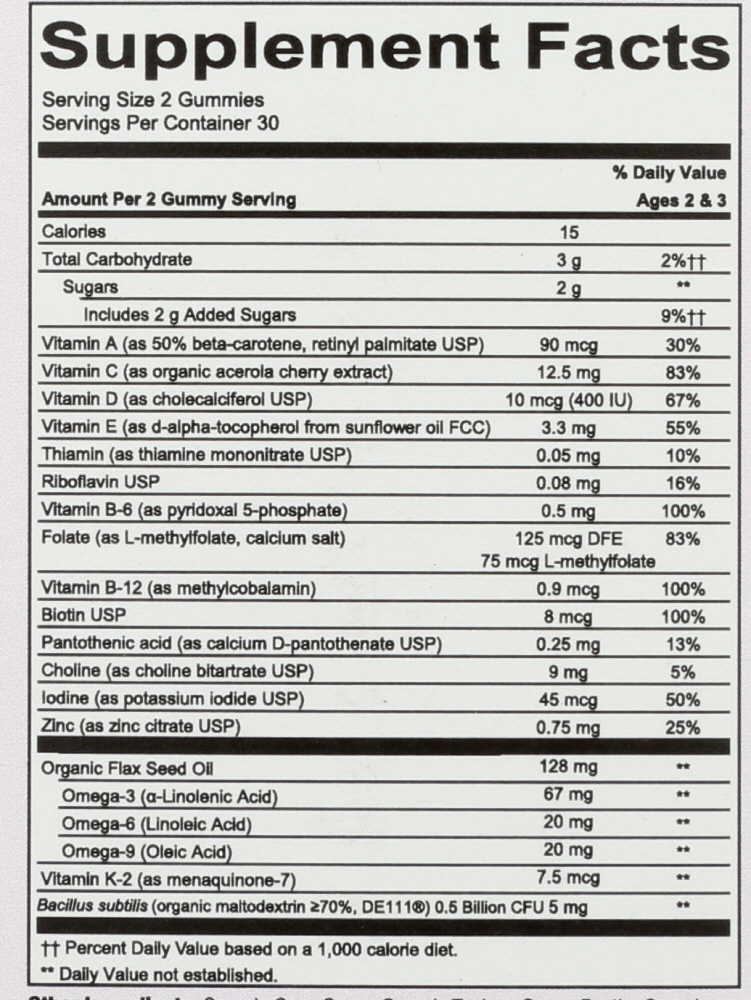 Supplement Facts
Serving Size 2 Gummies
Servings Per Container 30
% Daily Value
Amount Per 2 Gummy Serving Ages 2 & 3
Calories 15
Total Carbohydrate 3 g 2%††
Sugars 2 g **
Includes 2 g Added Sugars 9%††
Vitamin A (as 50% beta-carotene, retinyl palmitate USP) 90 mcg 30%
Vitamin C (as organic acerola cherry extract) 12.5 mg 83%
Vitamin D (as cholecalciferol USP) 10 mcg (400 IU) 67%
Vitamin E (as d-alpha-tocopherol from sunflower oil FCC) 3.3 mg 55%
Thiamin (as thiamine mononitrate USP) 0.05 mg 10%
Riboflavin USP 0.08 mg 16%
Vitamin B-6 (as pyridoxal 5-phosphate) 0.5 mg 100%
Folate (as L-methylfolate, calcium salt) 125 mcg DFE 83%
75 mcg L-methylfolate
Vitamin B-12 (as methylcobalamin) 0.9 mcg 100%
Biotin USP 8 mcg 100%
Pantothenic acid (as calcium D-pantothenate USP) 0.25 mg 13%
Choline (as choline bitartrate USP) 9 mg 5%
Iodine (as potassium iodide USP) 45 mcg 50%
Zinc (as zinc citrate USP) 0.75 mg 25%
Organic Flax Seed Oil 128 mg **
Omega-3 (α-Linolenic Acid) 67 mg **
Omega-6 (Linoleic Acid) 20 mg **
Omega-9 (Oleic Acid) 20 mg **
Vitamin K-2 (as menaquinone-7) 7.5 mcg **
Bacillus subtilis (organic maltodextrin ≥70%, DE111®) 0.5 Billion CFU 5 mg **
†† Percent Daily Value based on a 1,000 calorie diet.
** Daily Value not established.